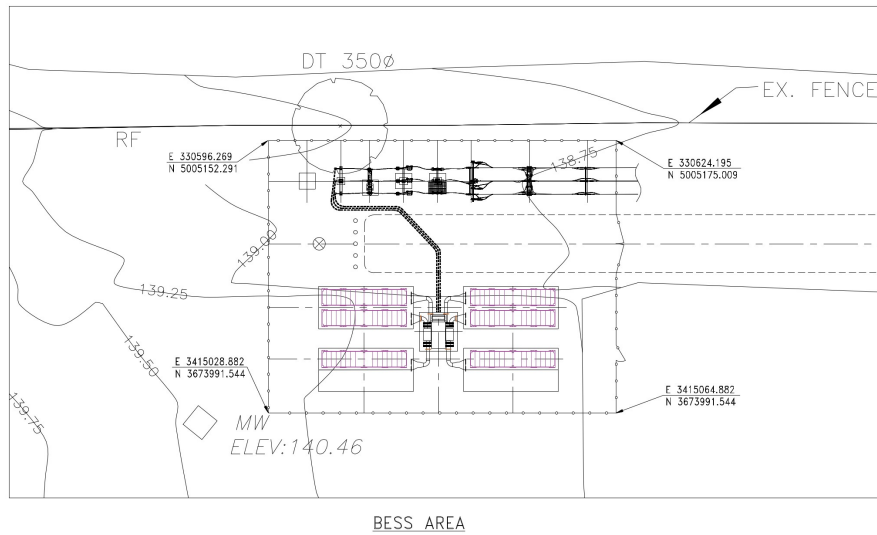 DT 350ø
EX. FENCE
RF
E 330596.269
N 5005152.291
138.75
E 330624.195
N 5005175.009
139.00
139.25
139.50
E 3415028.882
N 3673991.544
E 3415064.882
N 3673991.544
139.75
MW
ELEV:140.46
BESS AREA